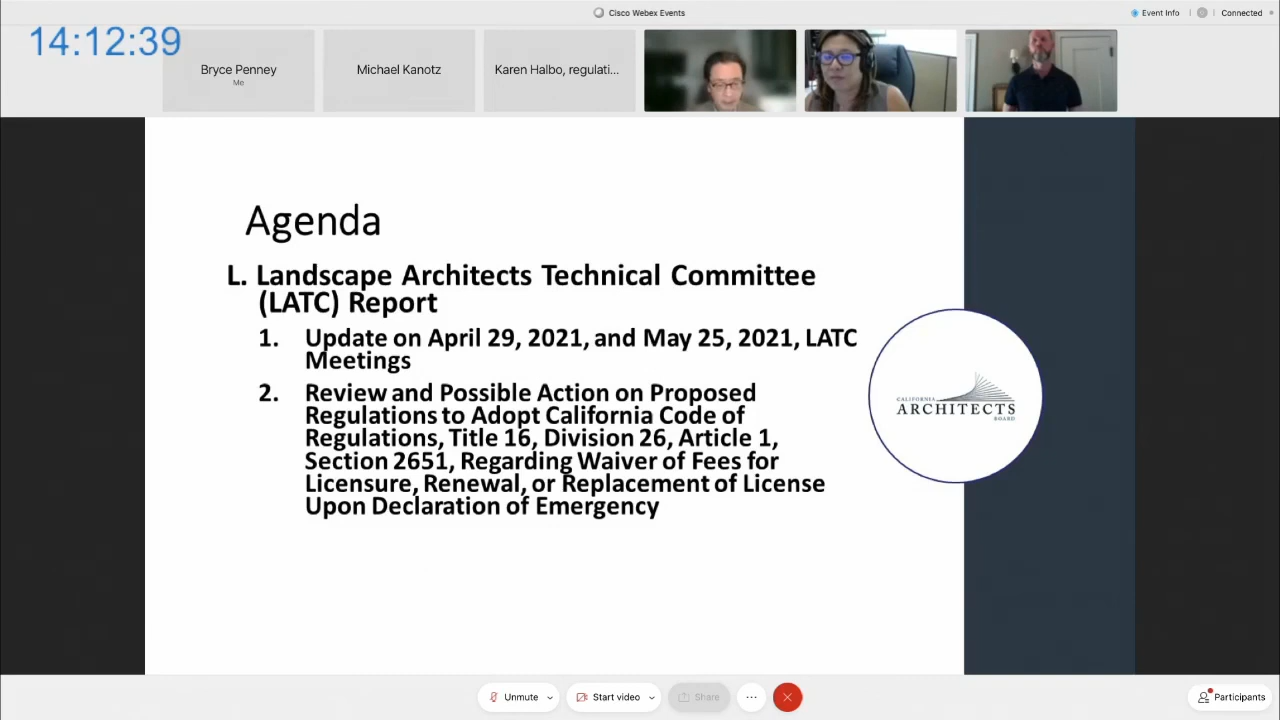 Cisco Webex Events
Event Info
Connected
14:12:39
Bryce Penney
Me
Michael Kanotz
Karen Halbo, regulati...
Agenda
L. Landscape Architects Technical Committee
(LATC) Report
1. Update on April 29, 2021, and May 25, 2021, LATC
Meetings
2. Review and Possible Action on Proposed
Regulations to Adopt California Code of
Regulations, Title 16, Division 26, Article 1,
Section 2651, Regarding Waiver of Fees for
Licensure, Renewal, or Replacement of License
Upon Declaration of Emergency
CALIFORNIA
ARCHITECTS
BOARD
Unmute
Start video
Share
Participants